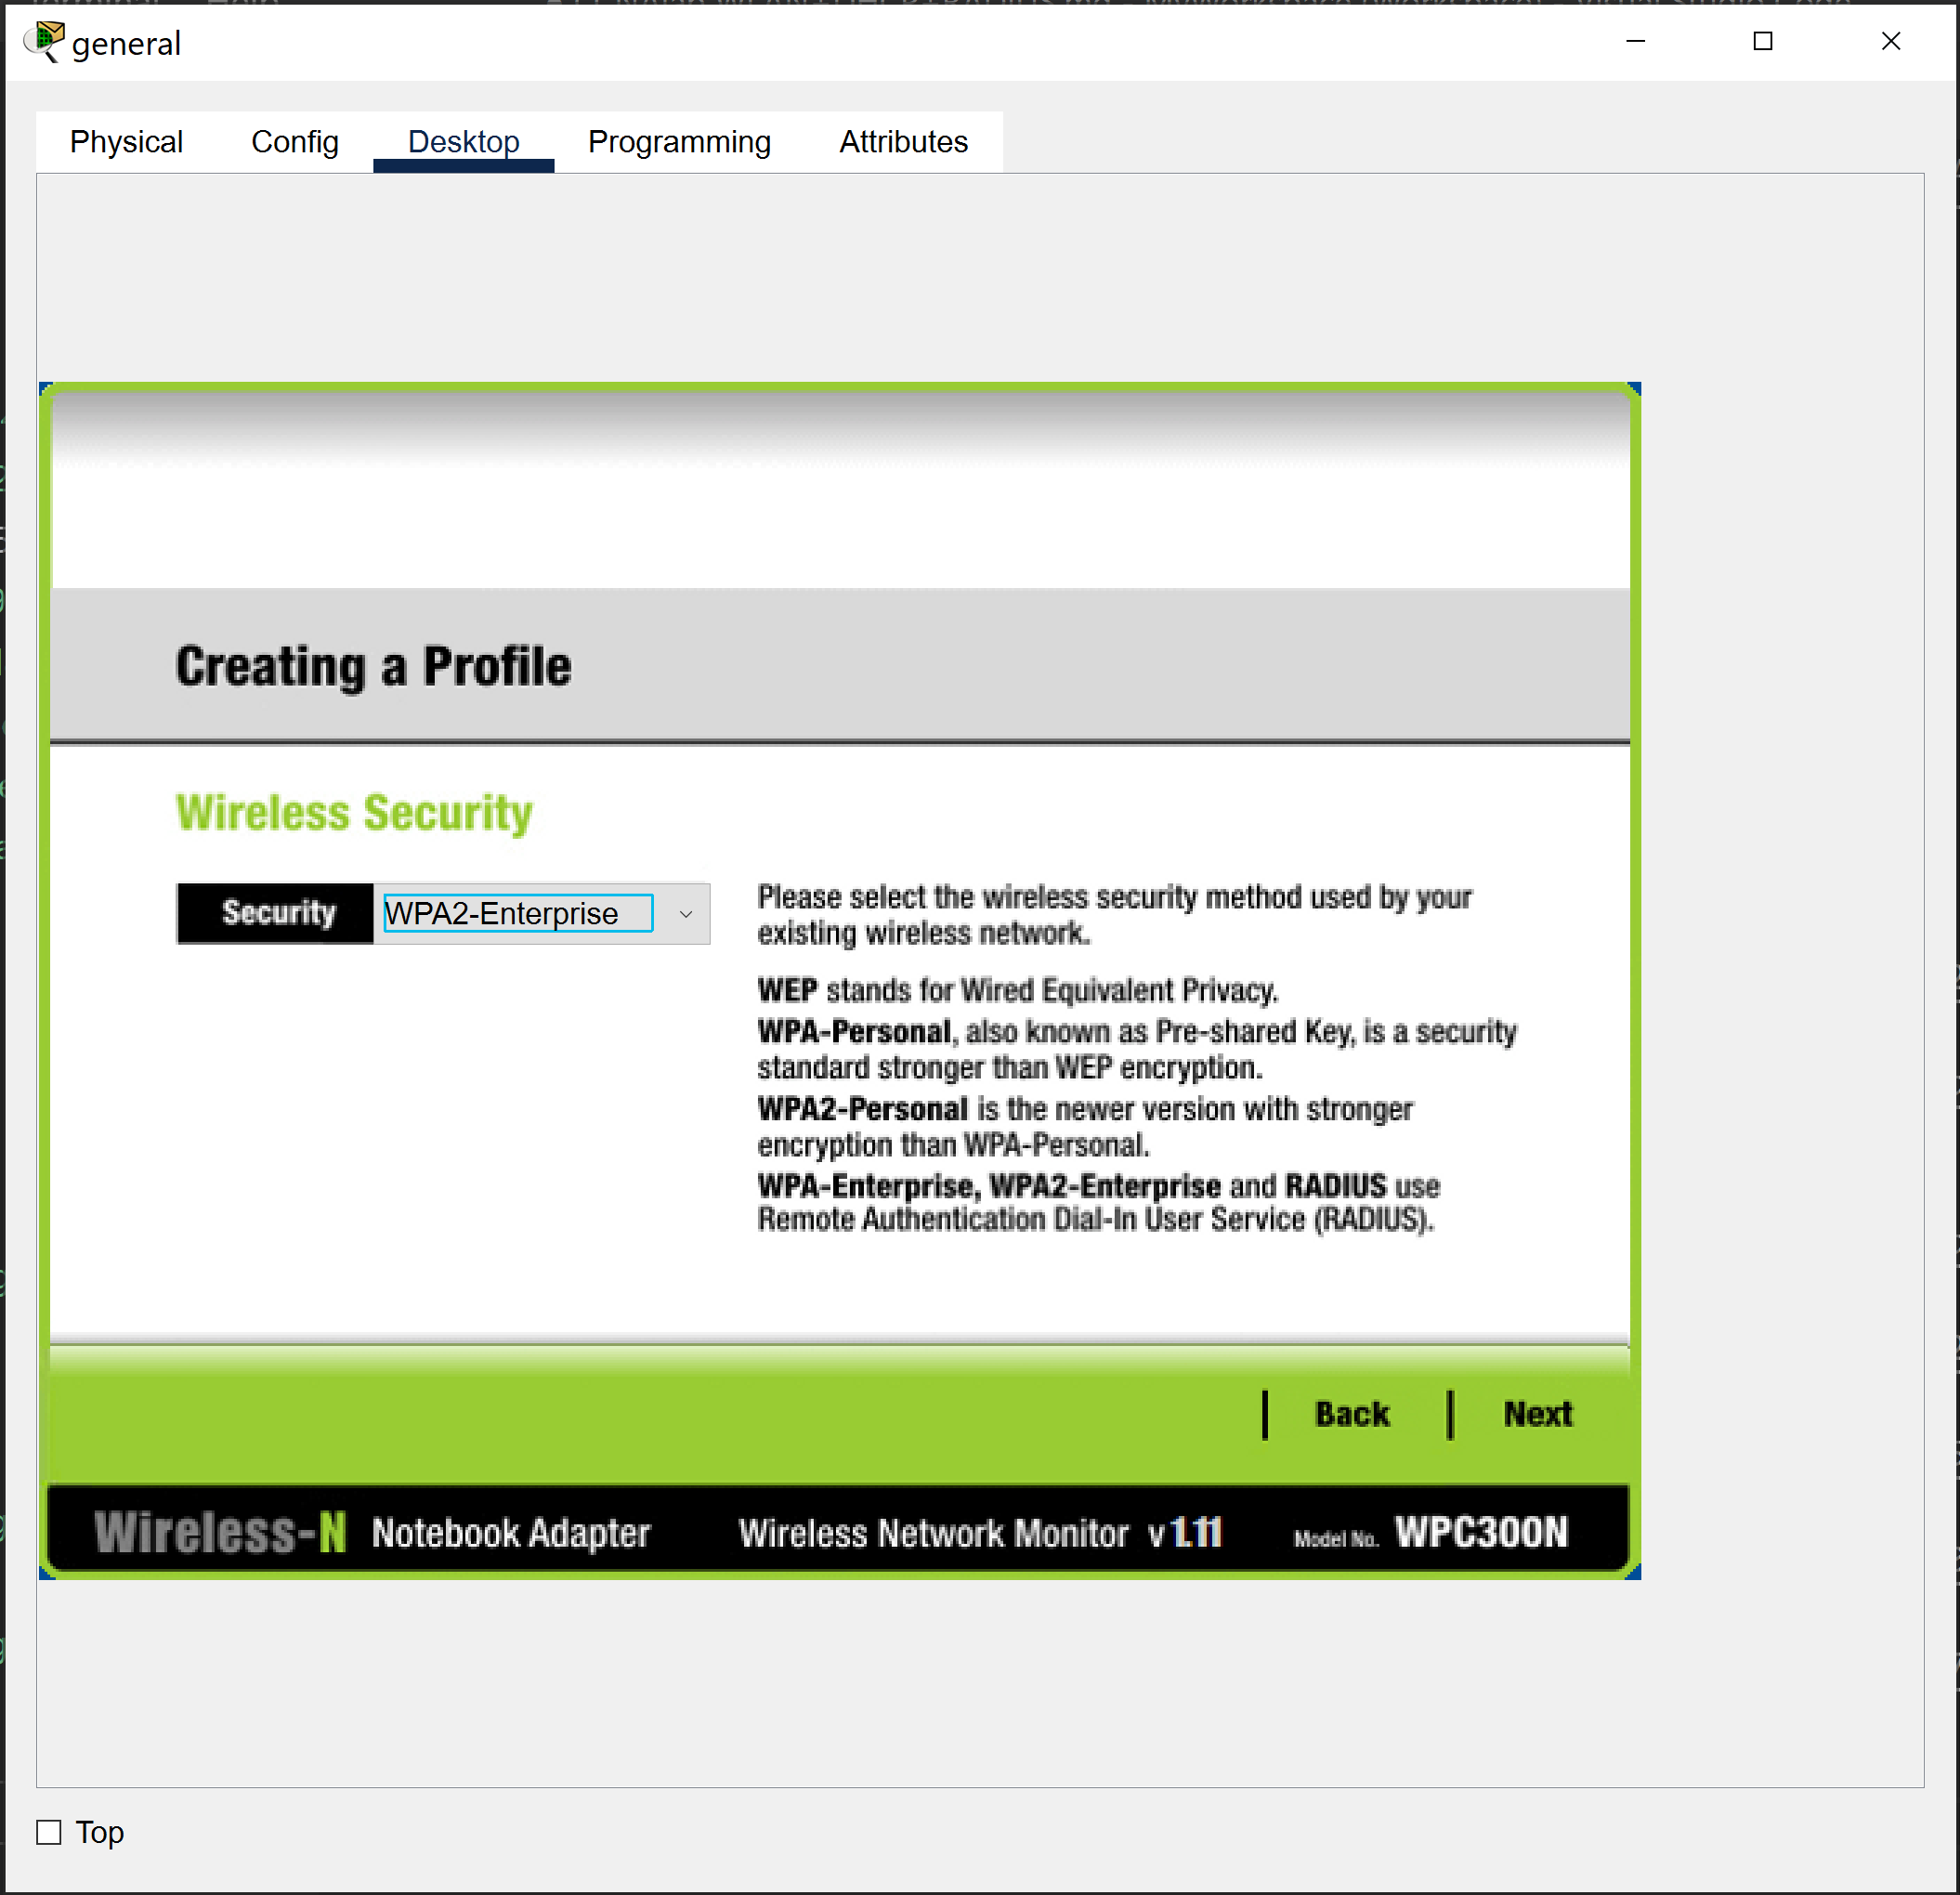 general
Physical Config Desktop Programming Attributes
Creating a Profile
Wireless Security
Security WPA2-Enterprise
Please select the wireless security method used by your
existing wireless network.
WEP stands for Wired Equivalent Privacy.
WPA-Personal, also known as Pre-shared Key, is a security
standard stronger than WEP encryption.
WPA2-Personal is the newer version with stronger
encryption than WPA-Personal.
WPA-Enterprise, WPA2-Enterprise and RADIUS use
Remote Authentication Dial-In User Service (RADIUS).
Back Next
Wireless-N Notebook Adapter Wireless Network Monitor v 1.11 Model No. WPC300N
Top